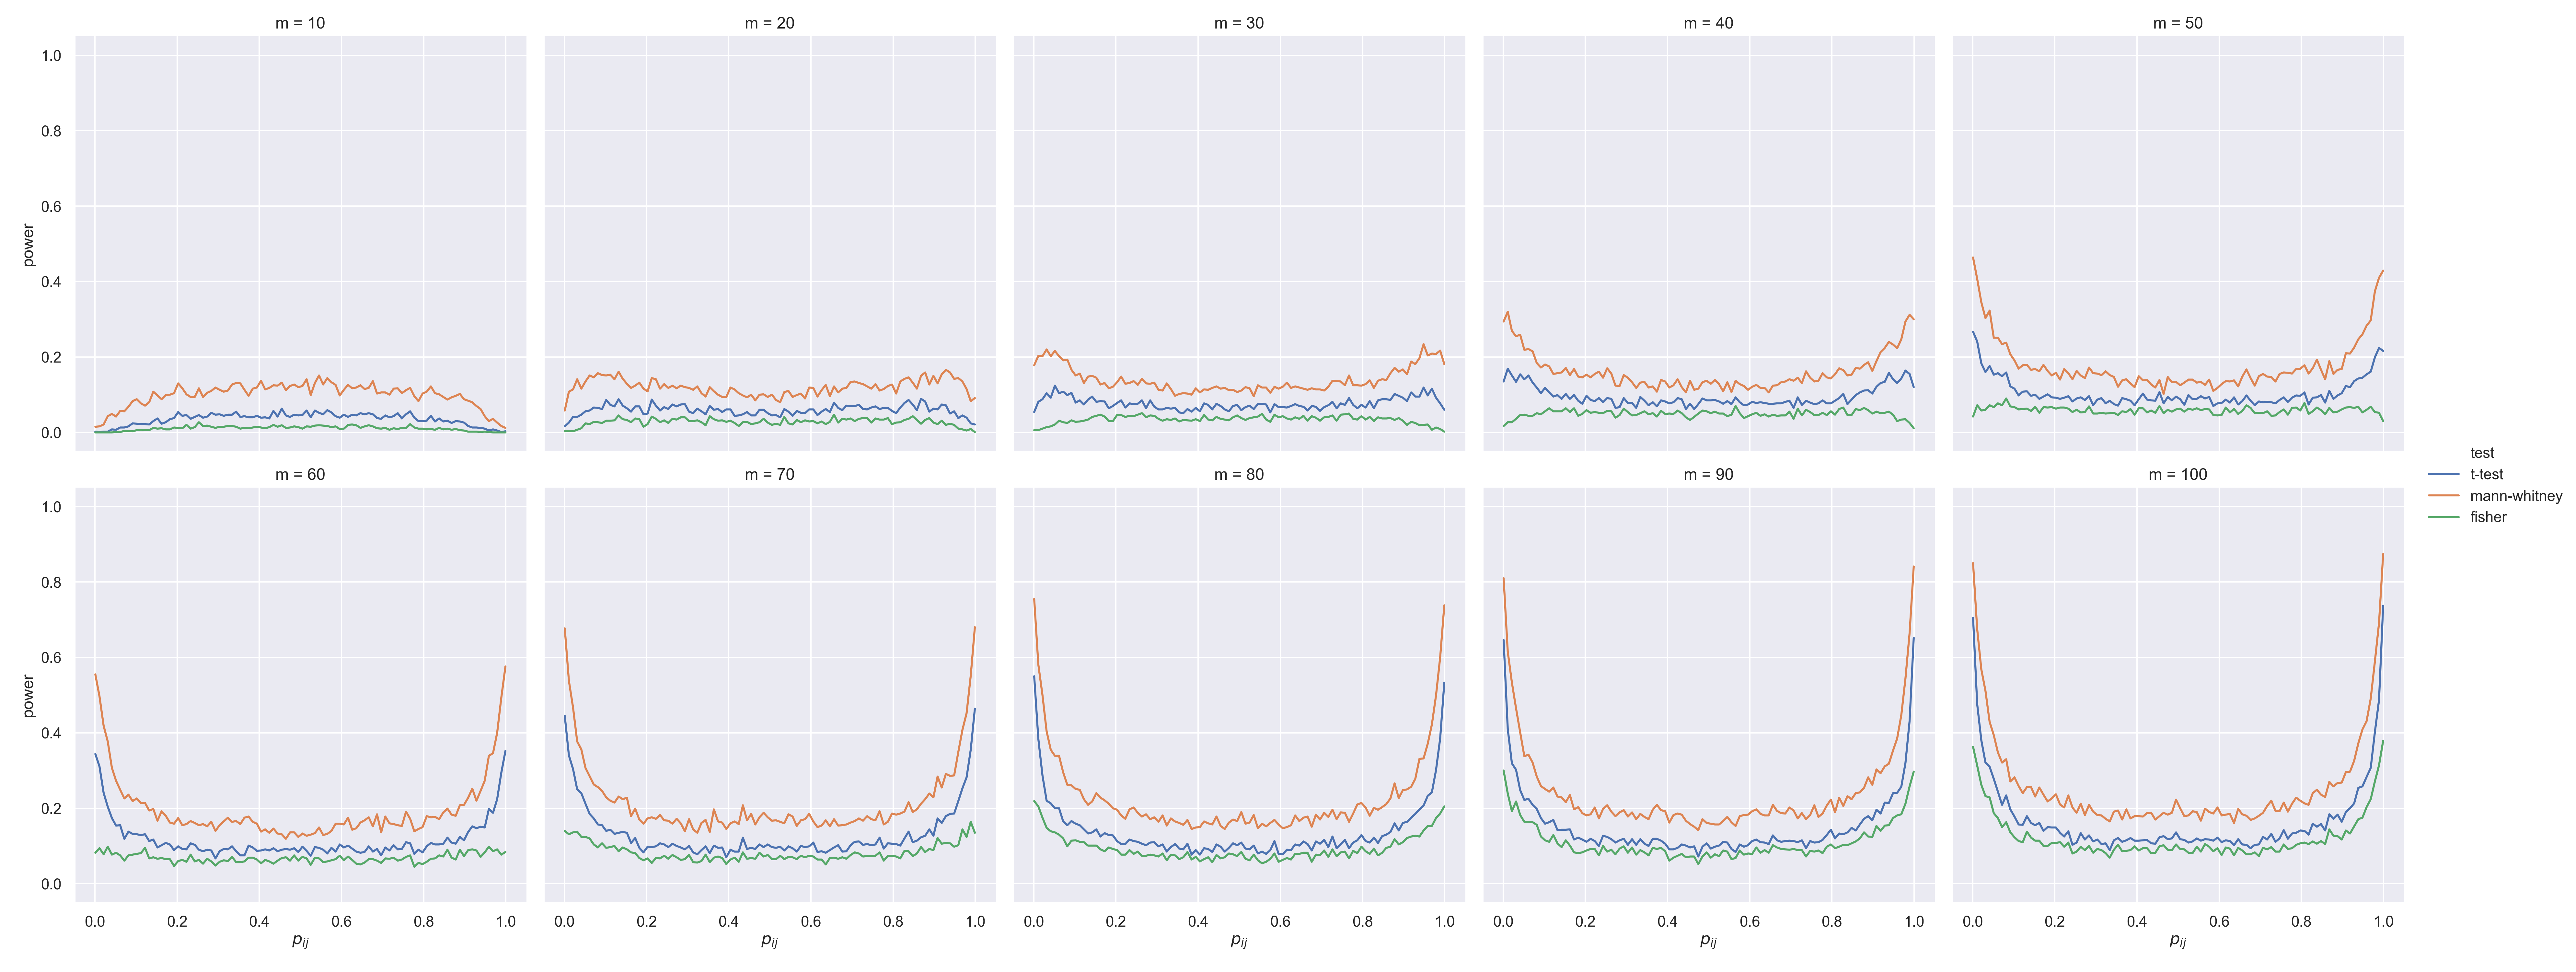 m = 10
m = 20
m = 30
m = 40
m = 50
1.0
0.8
0.6
0.4
0.2
0.0
power
test
t-test
mann-whitney
fisher
m = 60
m = 70
m = 80
m = 90
m = 100
1.0
0.8
0.6
0.4
0.2
0.0
power
0.0 0.2 0.4 0.6 0.8 1.0
0.0 0.2 0.4 0.6 0.8 1.0
0.0 0.2 0.4 0.6 0.8 1.0
0.0 0.2 0.4 0.6 0.8 1.0
0.0 0.2 0.4 0.6 0.8 1.0
p_ij
p_ij
p_ij
p_ij
p_ij